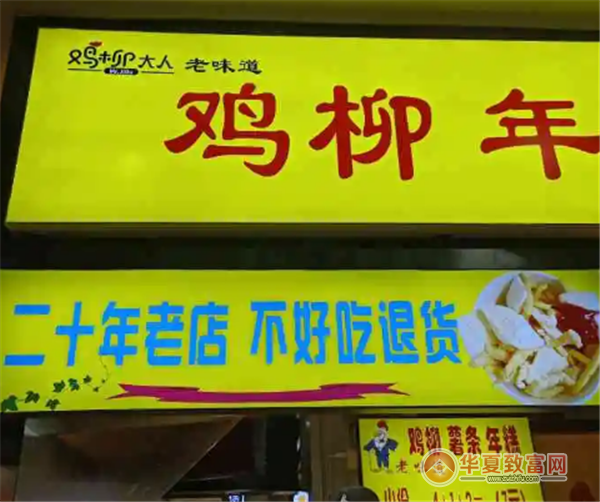 鸡柳大人 老味道
鸡柳 年
二十年老店 不好吃退货
鸡柳 薯条 年糕
老
华夏致富网